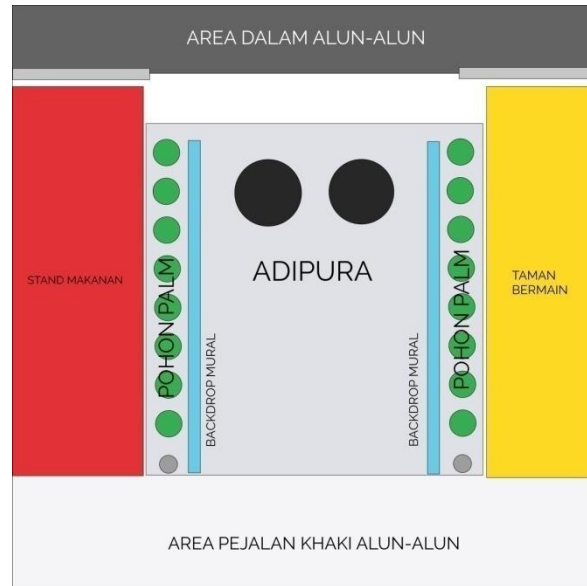 AREA DALAM ALUN-ALUN
STAND MAKANAN
POHON PALM
BACKDROP MURAL
ADIPURA
BACKDROP MURAL
POHON PALM
TAMAN
BERMAIN
AREA PEJALAN KHAKI ALUN-ALUN